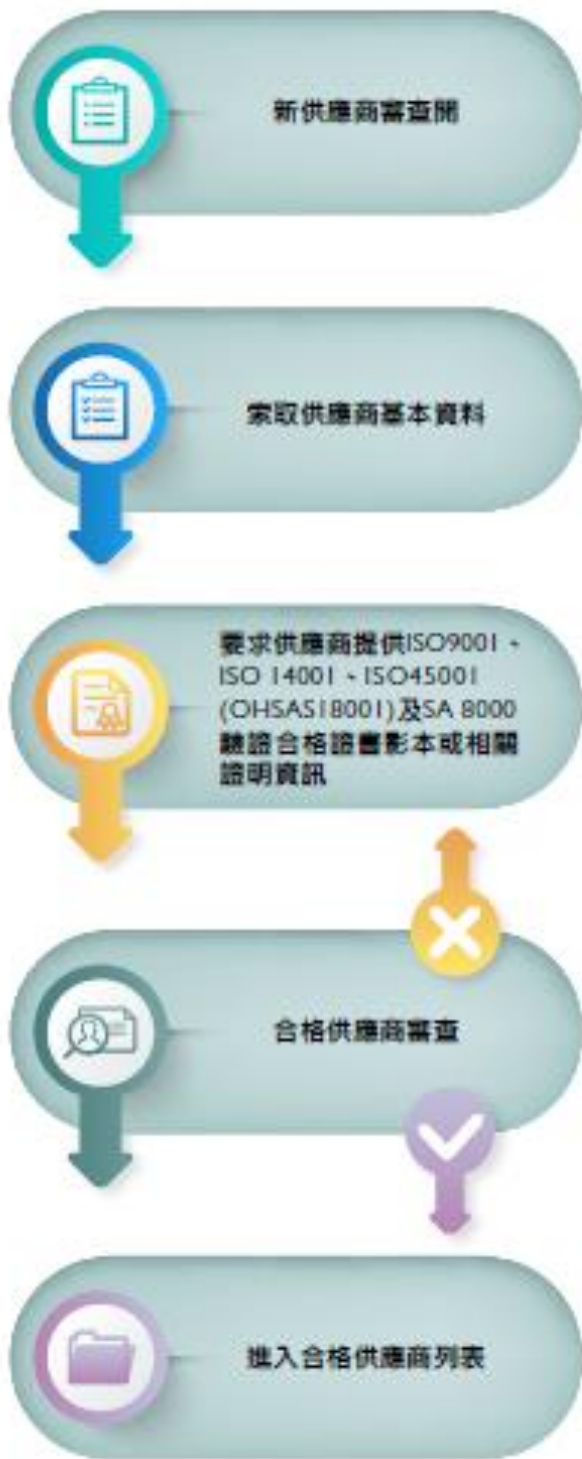 新供應商審查開
索取供應商基本資料
要求供應商提供ISO9001、
ISO 14001、ISO45001
(OHSAS18001)及SA 8000
驗證合格證書影本或相關
證明資訊
合格供應商審查
進入合格供應商列表